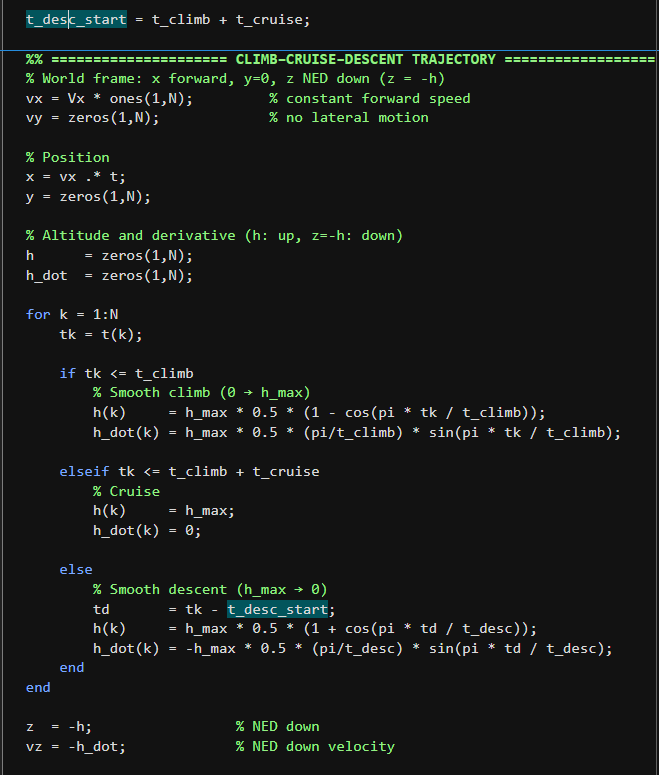 t_desc_start = t_climb + t_cruise;
%% ===================== CLIMB-CRUISE-DESCENT TRAJECTORY ==================
% World frame: x forward, y=0, z NED down (z = -h)
vx = Vx * ones(1,N);         % constant forward speed
vy = zeros(1,N);             % no lateral motion
% Position
x = vx .* t;
y = zeros(1,N);
% Altitude and derivative (h: up, z=-h: down)
h      = zeros(1,N);
h_dot  = zeros(1,N);
for k = 1:N
    tk = t(k);
    if tk <= t_climb
        % Smooth climb (0 → h_max)
        h(k)     = h_max * 0.5 * (1 - cos(pi * tk / t_climb));
        h_dot(k) = h_max * 0.5 * (pi/t_climb) * sin(pi * tk / t_climb);
    elseif tk <= t_climb + t_cruise
        % Cruise
        h(k)     = h_max;
        h_dot(k) = 0;
    else
        % Smooth descent (h_max → 0)
        td       = tk - t_desc_start;
        h(k)     = h_max * 0.5 * (1 + cos(pi * td / t_desc));
        h_dot(k) = -h_max * 0.5 * (pi/t_desc) * sin(pi * td / t_desc);
    end
end
z  = -h;                 % NED down
vz = -h_dot;             % NED down velocity